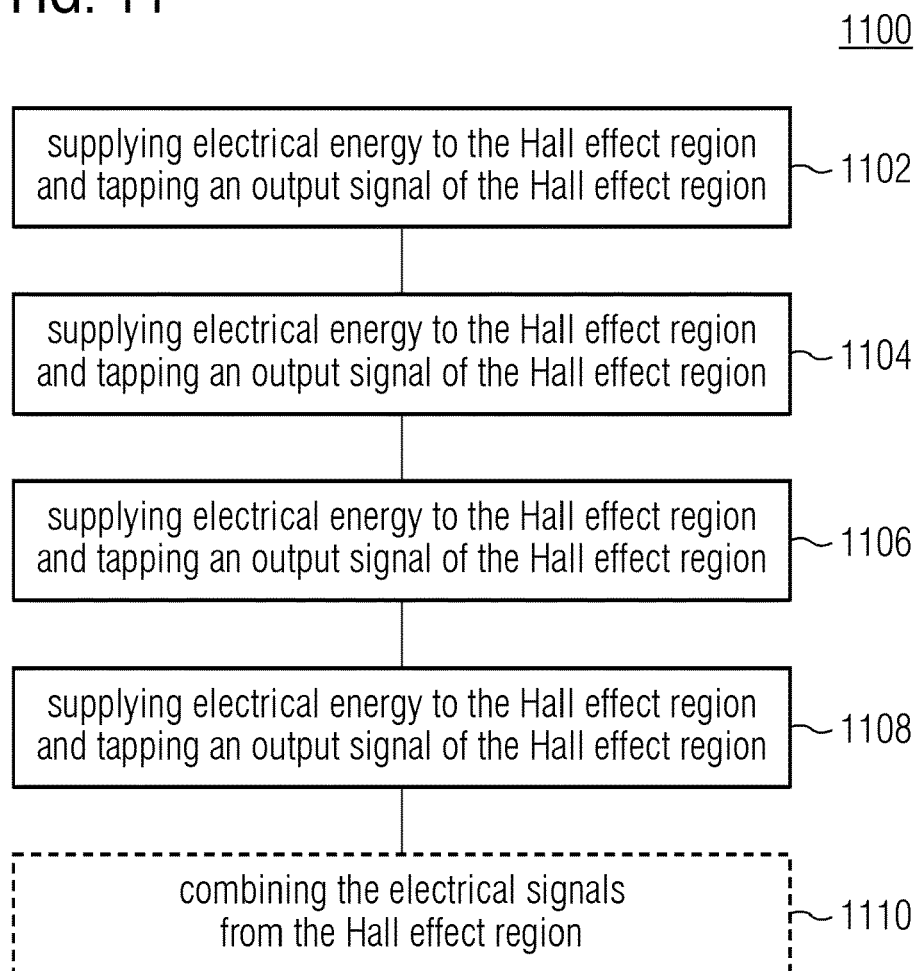 FIG. 11
1100
supplying electrical energy to the Hall effect region
and tapping an output signal of the Hall effect region
1102
supplying electrical energy to the Hall effect region
and tapping an output signal of the Hall effect region
1104
supplying electrical energy to the Hall effect region
and tapping an output signal of the Hall effect region
1106
supplying electrical energy to the Hall effect region
and tapping an output signal of the Hall effect region
1108
combining the electrical signals
from the Hall effect region
1110